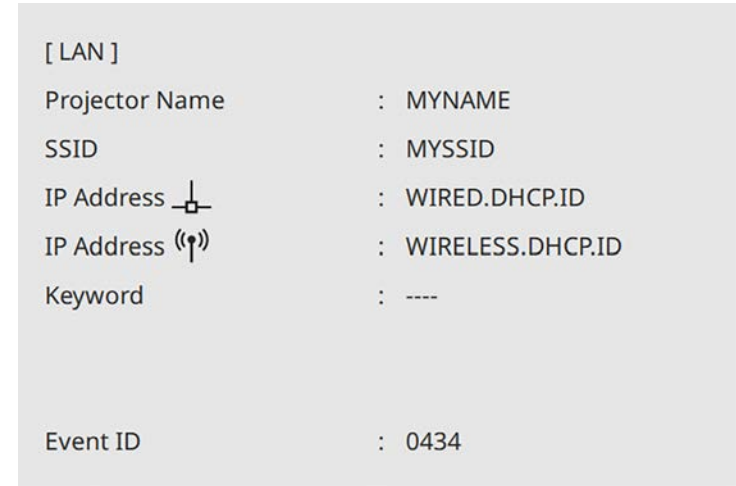 [ LAN ]
Projector Name : MYNAME
SSID : MYSSID
IP Address : WIRED.DHCP.ID
IP Address : WIRELESS.DHCP.ID
Keyword : ----
Event ID : 0434